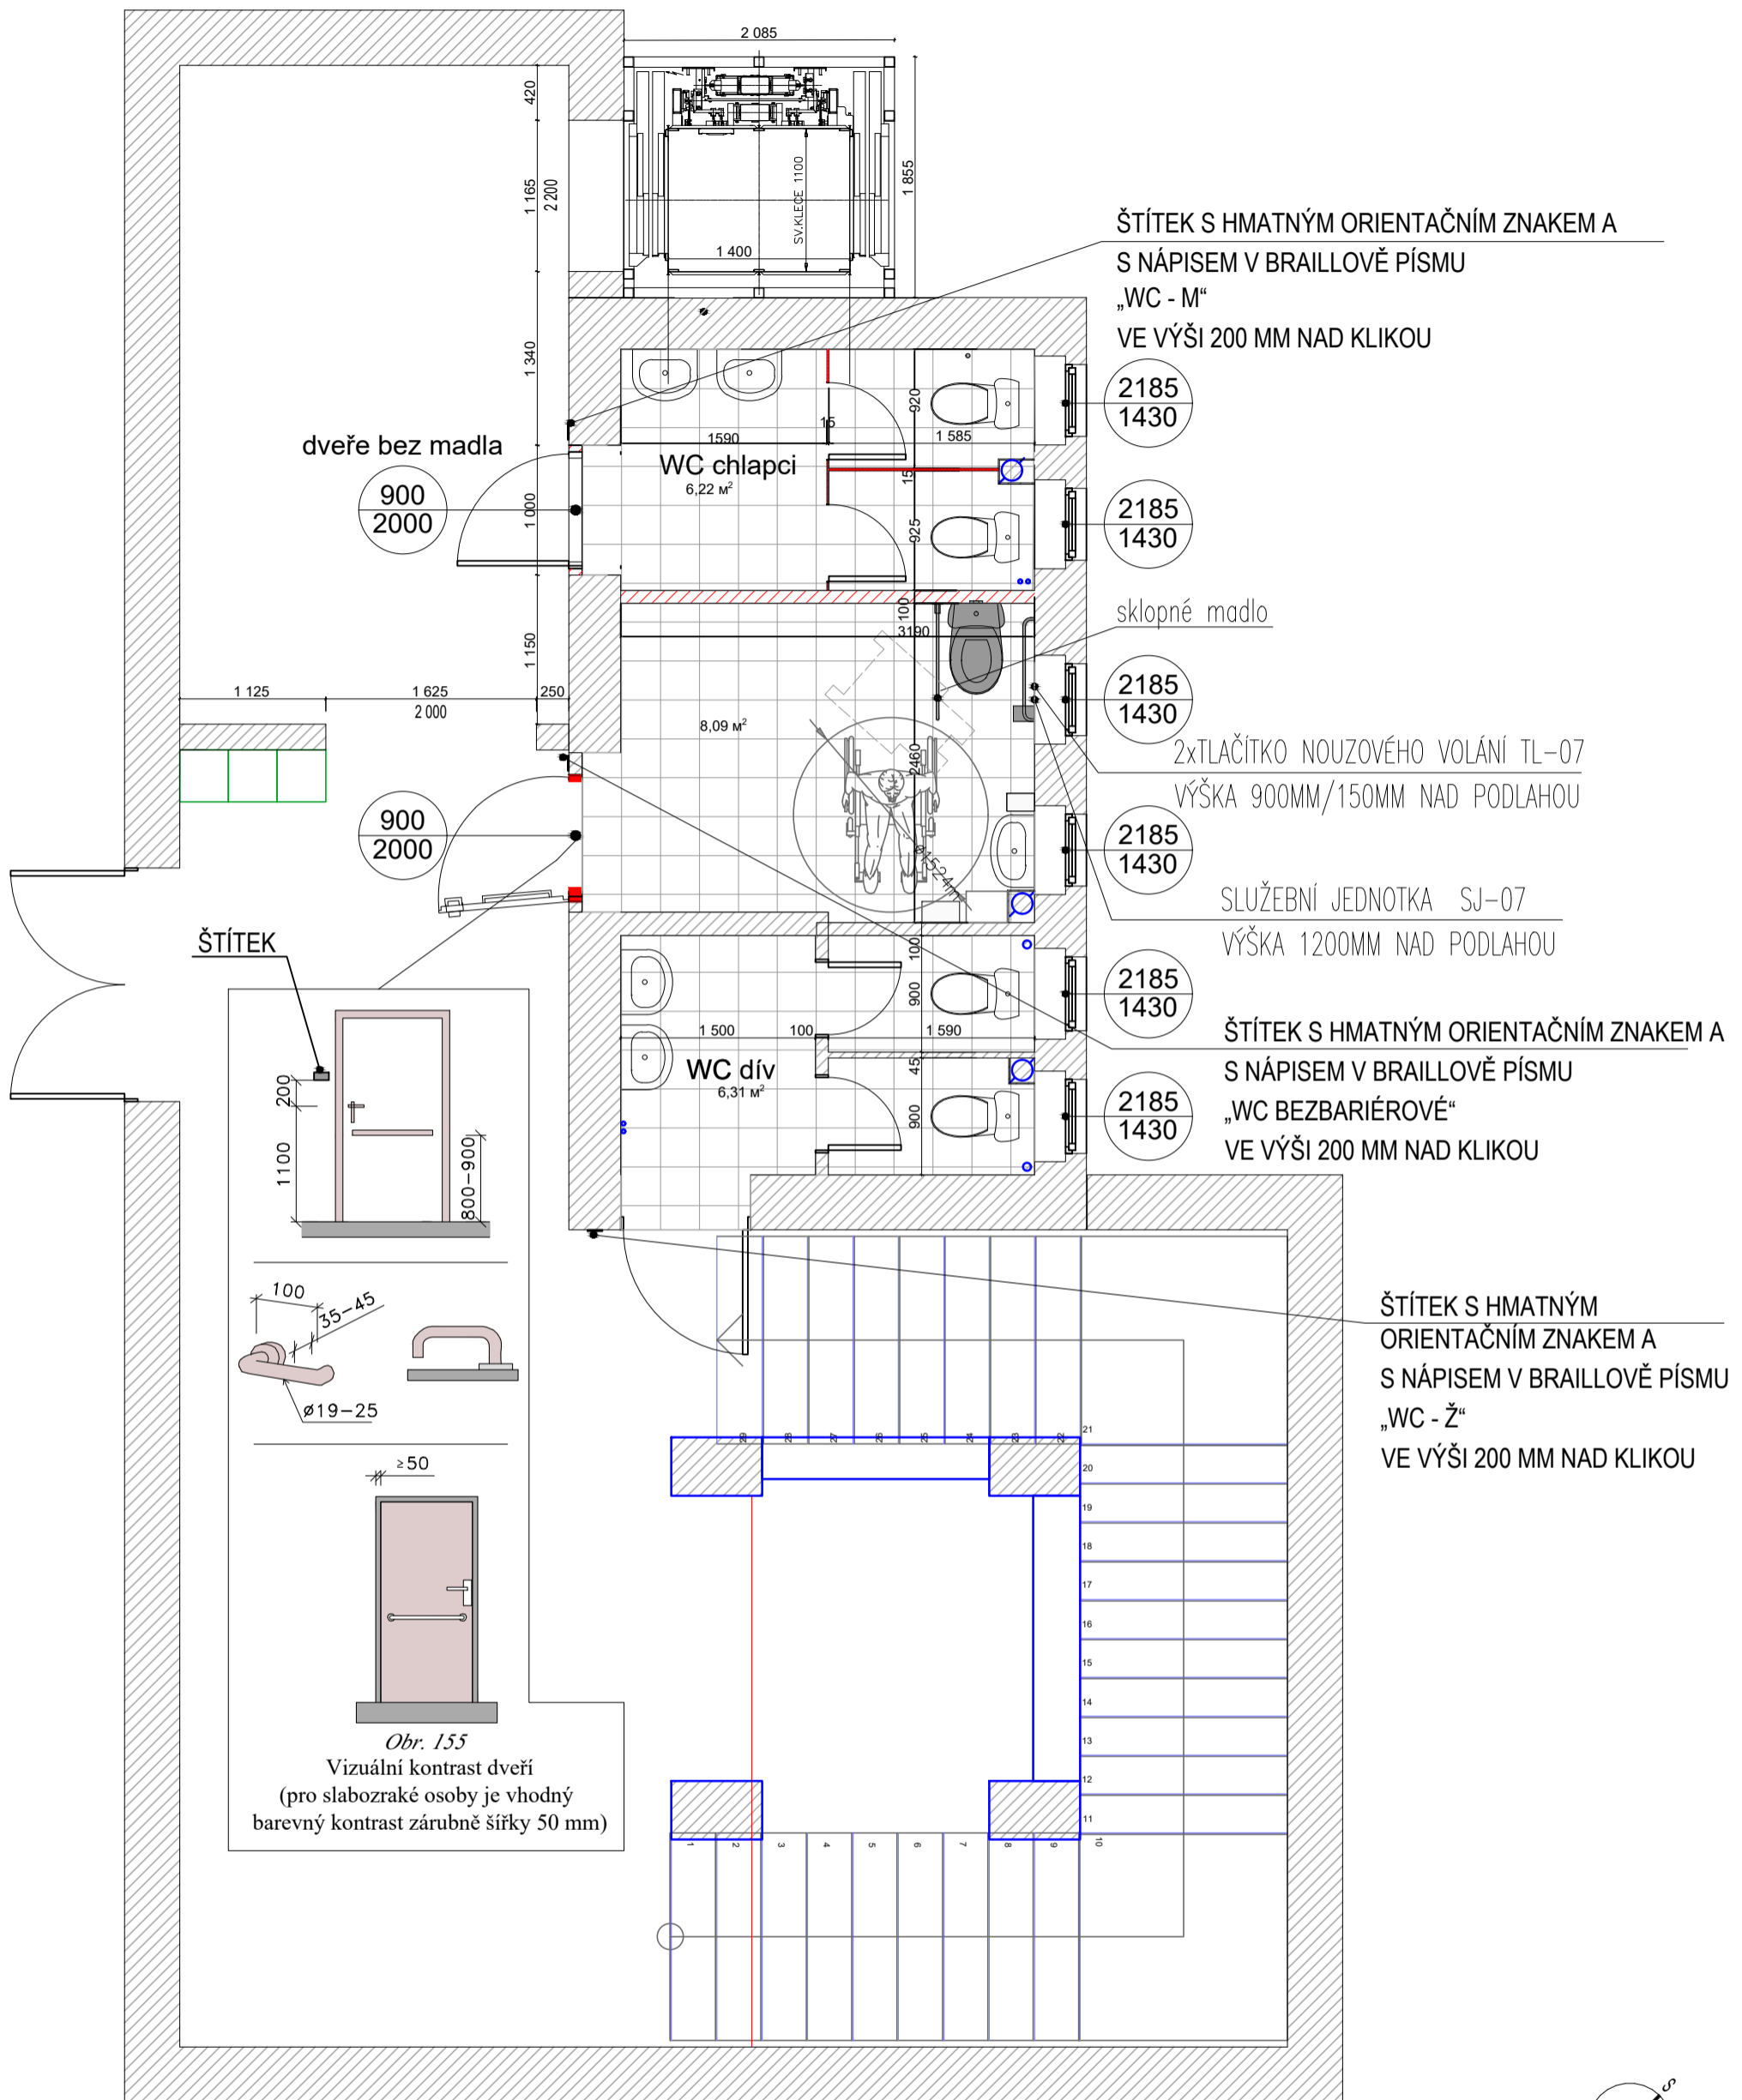 2 085
420
1 165
2 200
1 855
SV.KLECE 1100
1 400
ŠTÍTEK S HMATNÝM ORIENTAČNÍM ZNAKEM A
S NÁPISEM V BRAILLOVĚ PÍSMU
„WC - M“
VE VÝŠI 200 MM NAD KLIKOU
1 340
2185
1430
920
15
1590
1 585
dveře bez madla
WC chlapci
6,22 м²
900
2000
1 000
15
925
2185
1430
100
3190
sklopné madlo
1 150
1 125
1 625
2 000
250
2185
1430
8,09 м²
2460
2xTLAČÍTKO NOUZOVÉHO VOLÁNÍ TL-07
VÝŠKA 900MM/150MM NAD PODLAHOU
900
2000
2185
1430
ø1524mm
SLUŽEBNÍ JEDNOTKA SJ-07
VÝŠKA 1200MM NAD PODLAHOU
ŠTÍTEK
100
900
2185
1430
1 500
100
1 590
ŠTÍTEK S HMATNÝM ORIENTAČNÍM ZNAKEM A
S NÁPISEM V BRAILLOVĚ PÍSMU
„WC BEZBARIÉROVÉ“
VE VÝŠI 200 MM NAD KLIKOU
WC dív
6,31 м²
45
900
2185
1430
200
1100
800-900
100
35-45
ø19-25
ŠTÍTEK S HMATNÝM
ORIENTAČNÍM ZNAKEM A
S NÁPISEM V BRAILLOVĚ PÍSMU
„WC - Ž“
VE VÝŠI 200 MM NAD KLIKOU
≥50
29
28
27
26
25
24
23
22
21
20
19
18
17
16
15
14
13
12
11
10
1
2
3
4
5
6
7
8
9
Obr. 155
Vizuální kontrast dveří
(pro slabozraké osoby je vhodný
barevný kontrast zárubně šířky 50 mm)
S